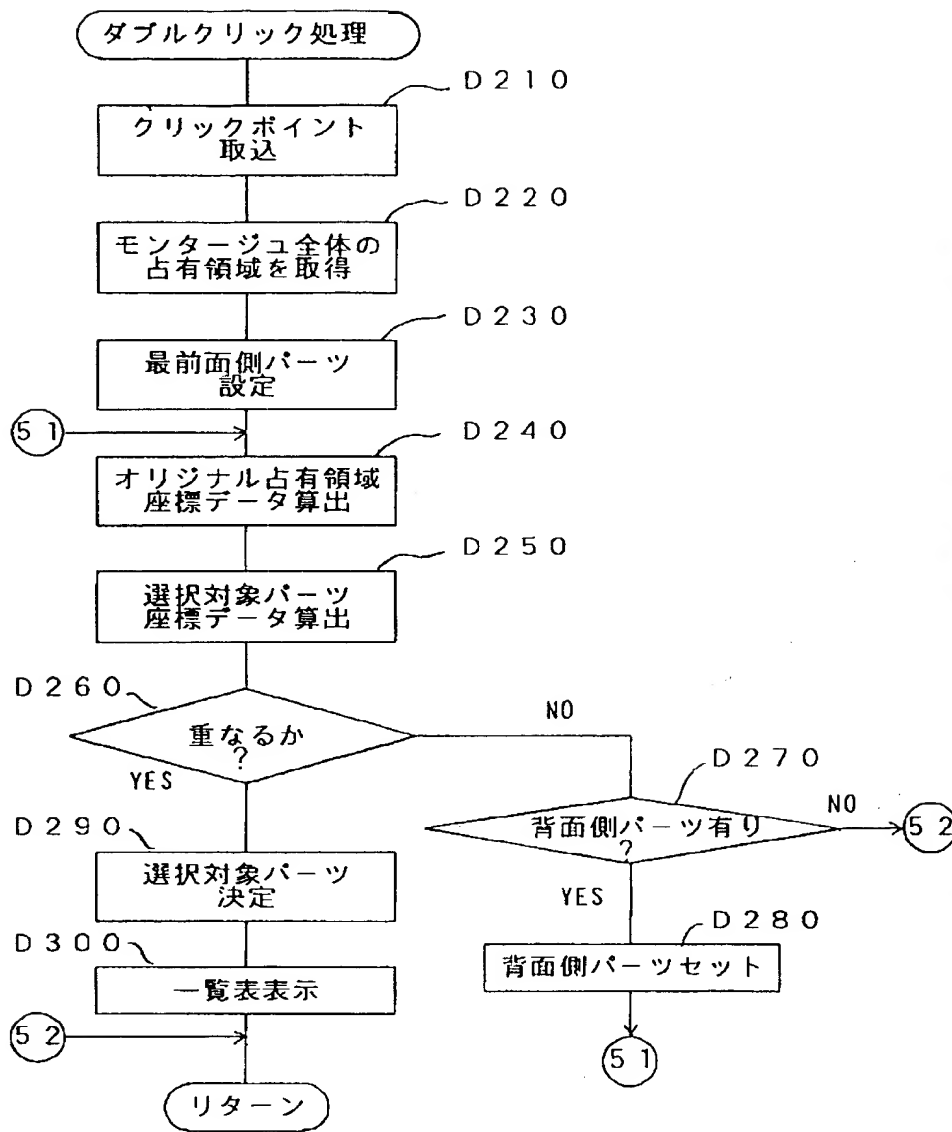 ダブルクリック処理
D210
クリックポイント
取込
D220
モンタージュ全体の
占有領域を取得
D230
最前面側パーツ
設定
51
D240
オリジナル占有領域
座標データ算出
D250
選択対象パーツ
座標データ算出
D260
重なるか
?
NO
YES
D270
背面側パーツ有り
?
NO
52
YES
D280
背面側パーツセット
51
D290
選択対象パーツ
決定
D300
一覧表表示
52
リターン